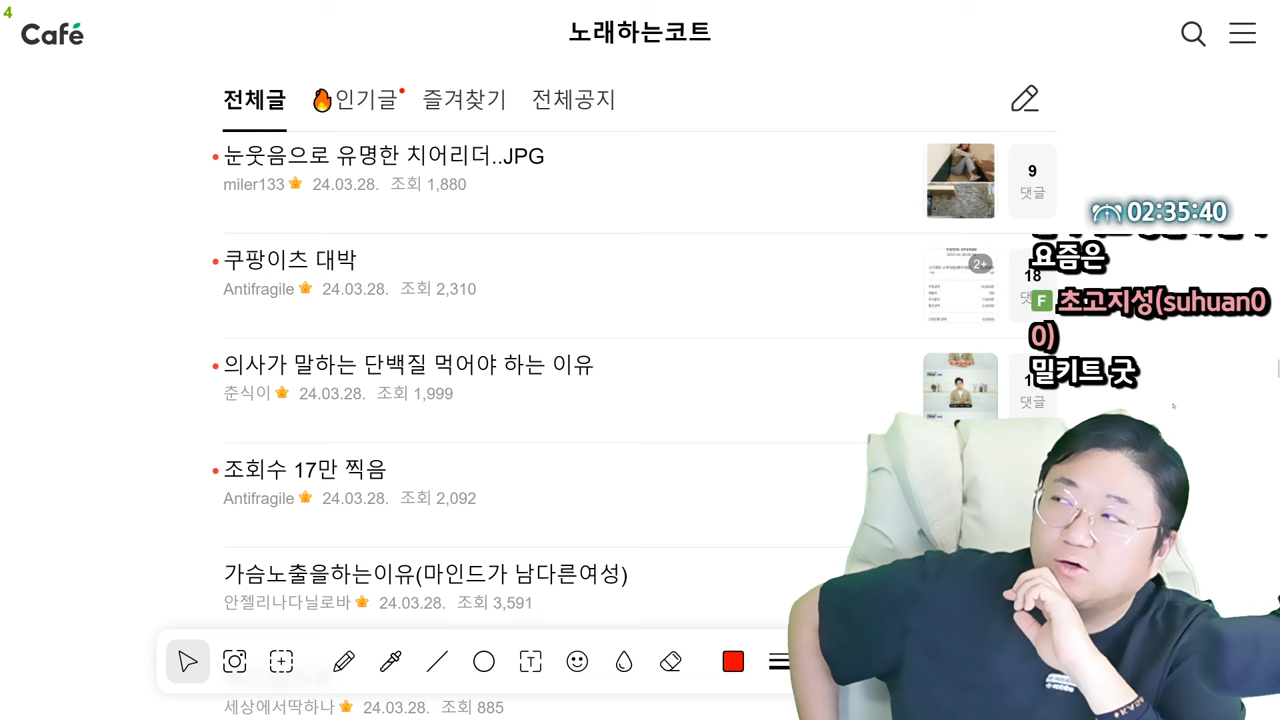 4
Café
노래하는코트
전체글
🔥인기글
즐겨찾기
전체공지
눈웃음으로 유명한 치어리더..JPG
miler133 24.03.28. 조회 1,880
9
댓글
02:35:40
요즘은
쿠팡이츠 대박
Antifragile 24.03.28. 조회 2,310
2+
18
F 초고지성(suhuan0
0)
밀키트 굿
의사가 말하는 단백질 먹어야 하는 이유
춘식이 24.03.28. 조회 1,999
댓글
조회수 17만 찍음
Antifragile 24.03.28. 조회 2,092
가슴노출을하는이유(마인드가 남다른여성)
안젤리나다닐로바 24.03.28. 조회 3,591
T
세상에서딱하나 24.03.28. 조회 885